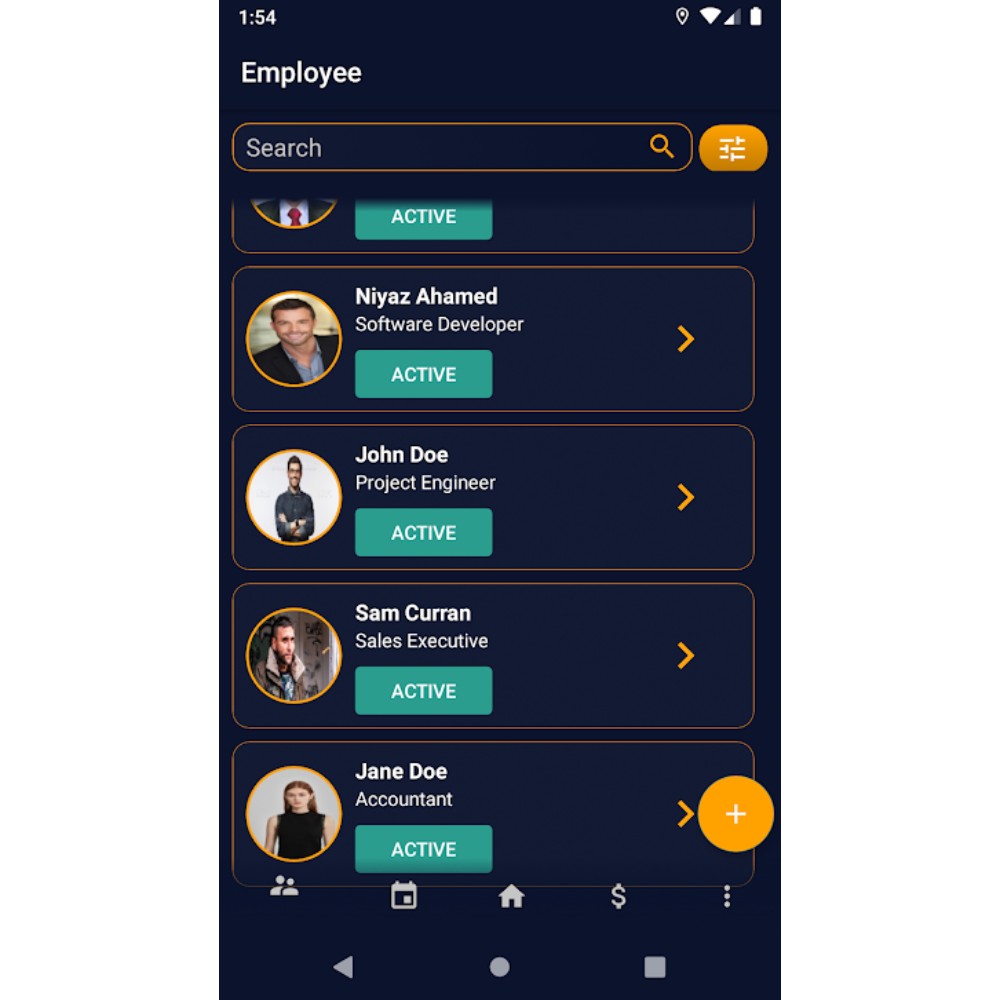 1:54
Employee
Search
ACTIVE
Niyaz Ahamed
Software Developer
ACTIVE
John Doe
Project Engineer
ACTIVE
Sam Curran
Sales Executive
ACTIVE
Jane Doe
Accountant
ACTIVE